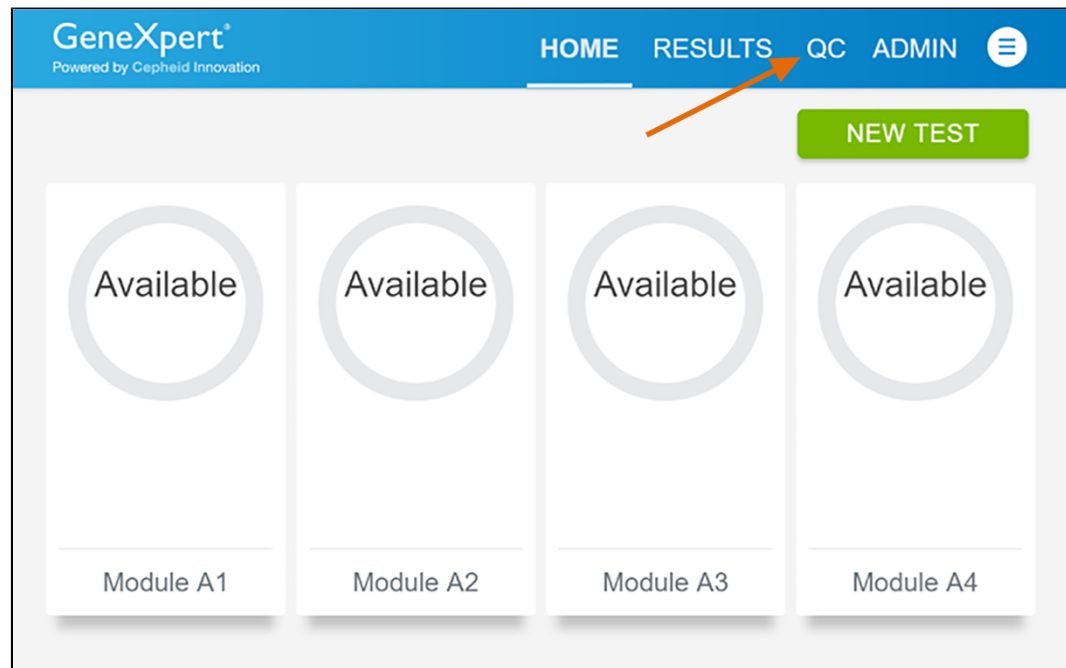 GeneXpert®
Powered by Cepheid Innovation
HOME RESULTS QC ADMIN
NEW TEST
Available Available Available Available
Module A1 Module A2 Module A3 Module A4